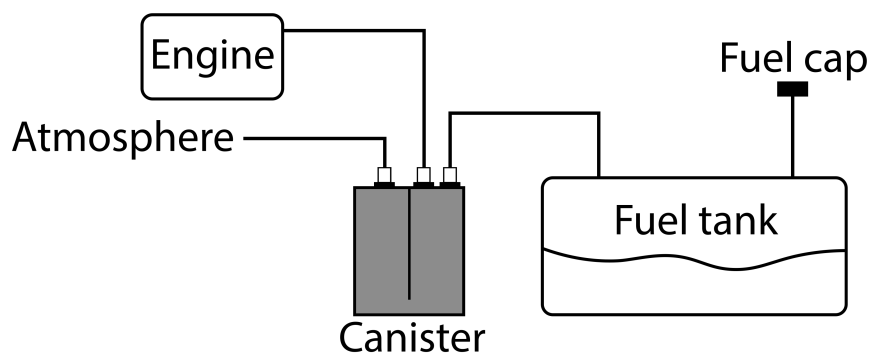 Engine
Fuel cap
Atmosphere
Fuel tank
Canister